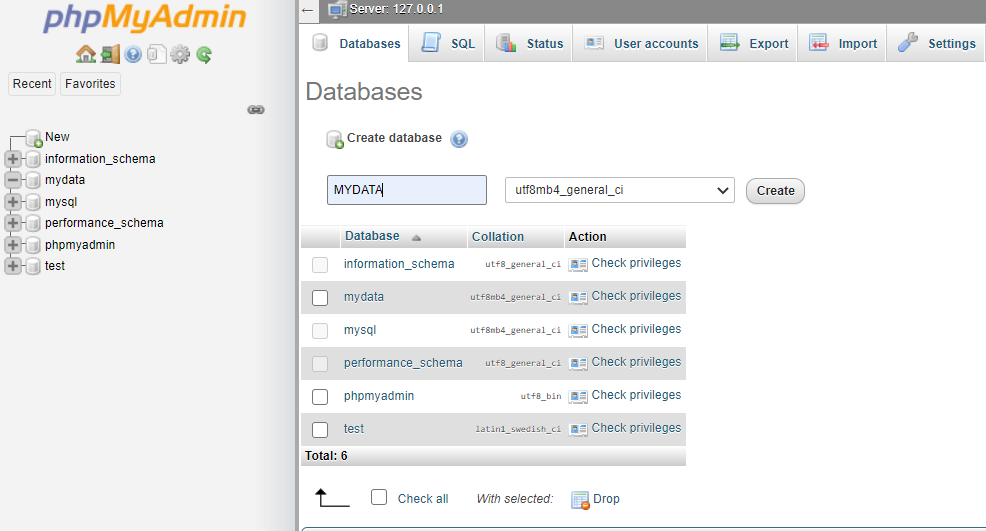 phpMyAdmin
Recent Favorites
New
information_schema
mydata
mysql
performance_schema
phpmyadmin
test
Server: 127.0.0.1
Databases SQL Status User accounts Export Import Settings
Databases
Create database
MYDATA utf8mb4_general_ci Create
Database Collation Action
information_schema utf8_general_ci Check privileges
mydata utf8mb4_general_ci Check privileges
mysql utf8mb4_general_ci Check privileges
performance_schema utf8_general_ci Check privileges
phpmyadmin utf8_bin Check privileges
test latin1_swedish_ci Check privileges
Total: 6
Check all With selected: Drop